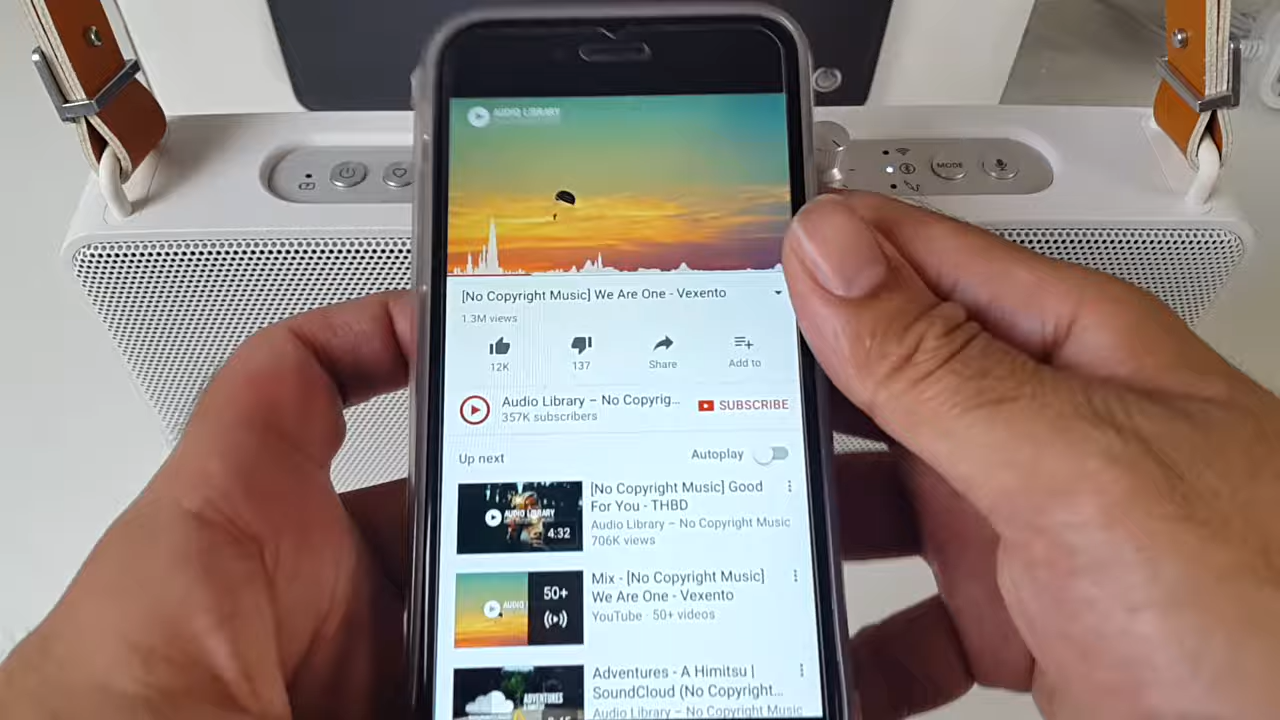 AUDIO LIBRARY
MODE
[No Copyright Music] We Are One - Vexento
1.3M views
12K
137
Share
Add to
Audio Library – No Copyrig...
357K subscribers
SUBSCRIBE
Up next
Autoplay
[No Copyright Music] Good
For You - THBD
Audio Library – No Copyright Music
706K views
AUDIO LIBRARY
4:32
Mix - [No Copyright Music]
We Are One - Vexento
YouTube · 50+ videos
50+
AUDIO
Adventures - A Himitsu |
SoundCloud (No Copyright...
Audio Library – No Copyright Music
ADVENTURES